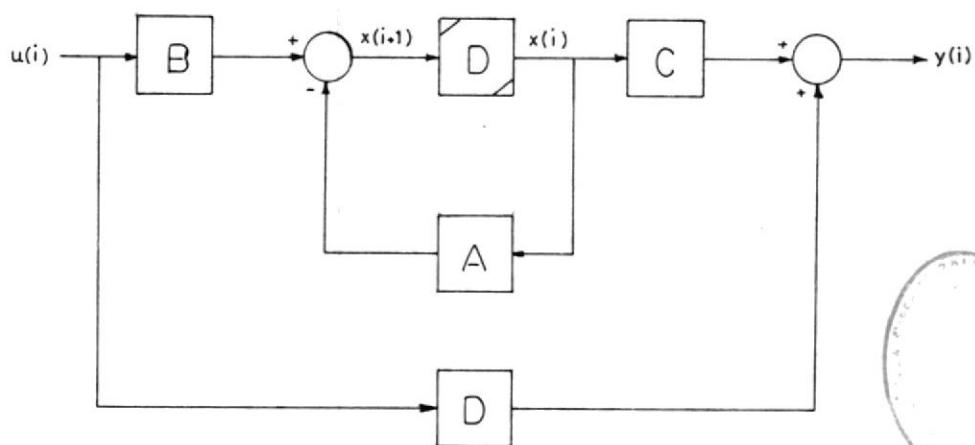 u(i) B + - x(i+1) D x(i) C + + y(i)
A
D